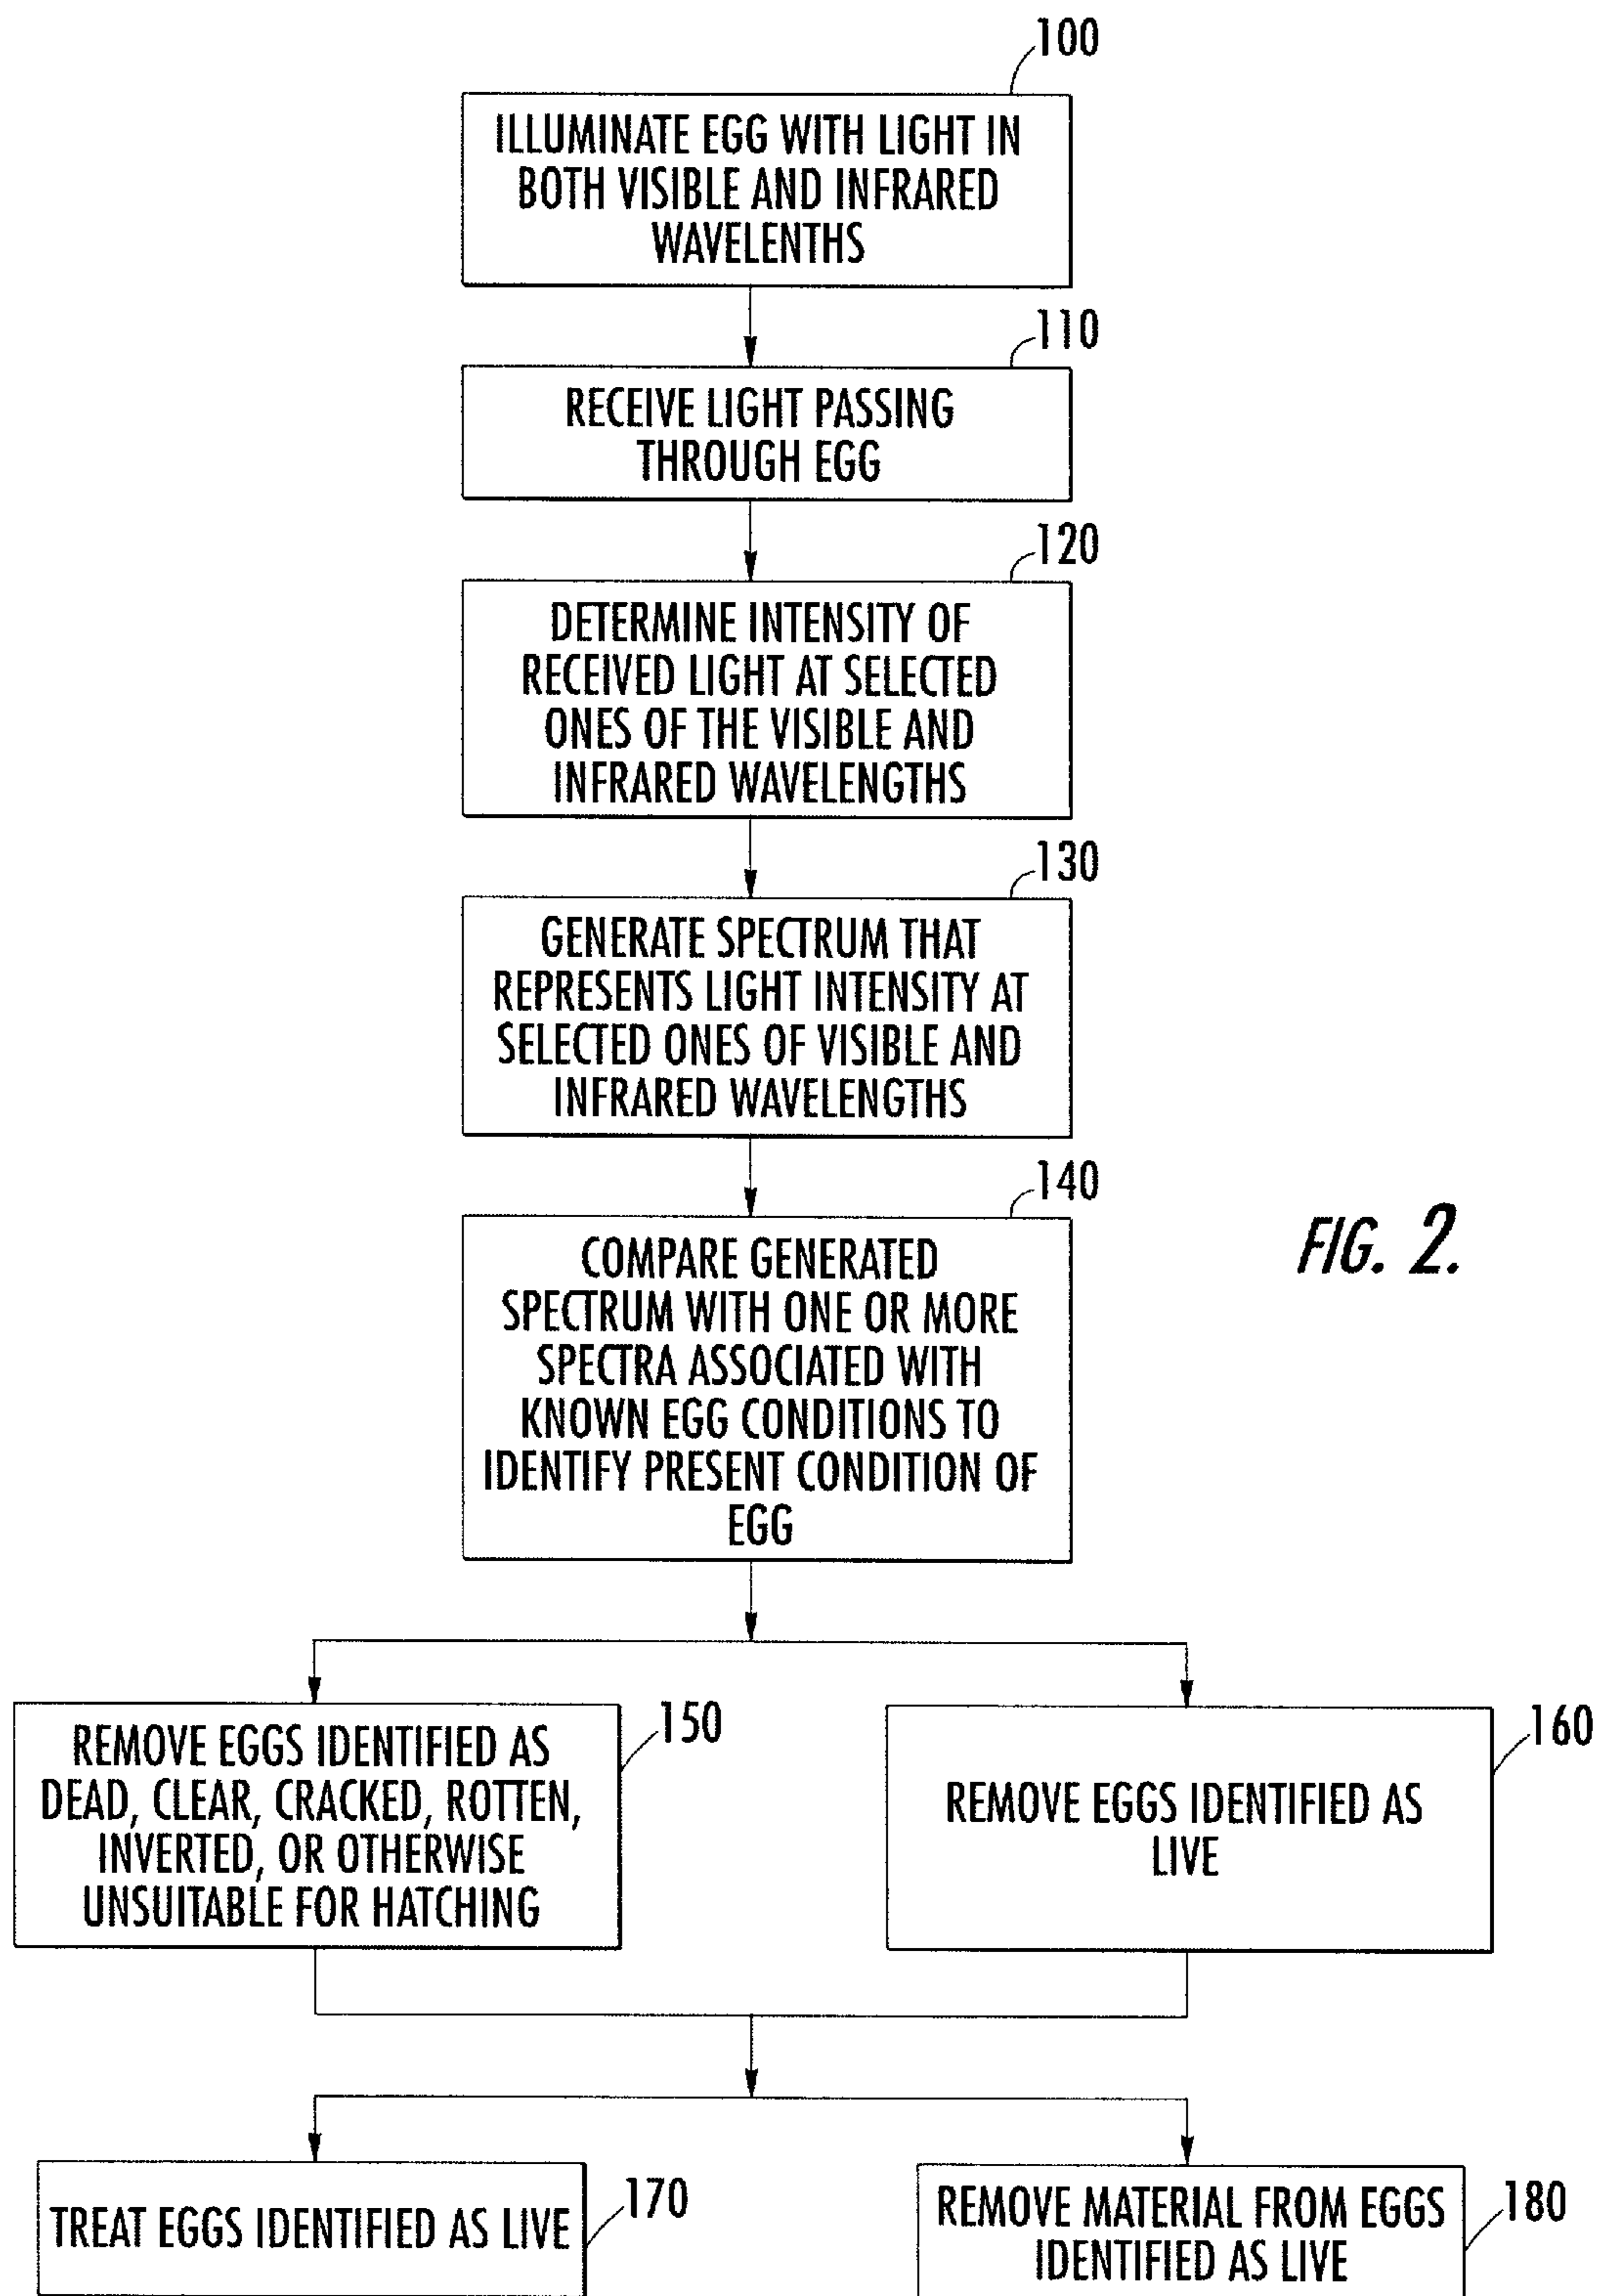 100
ILLUMINATE EGG WITH LIGHT IN
BOTH VISIBLE AND INFRARED
WAVELENTHS
110
RECEIVE LIGHT PASSING
THROUGH EGG
120
DETERMINE INTENSITY OF
RECEIVED LIGHT AT SELECTED
ONES OF THE VISIBLE AND
INFRARED WAVELENGTHS
130
GENERATE SPECTRUM THAT
REPRESENTS LIGHT INTENSITY AT
SELECTED ONES OF VISIBLE AND
INFRARED WAVELENGTHS
140
COMPARE GENERATED
SPECTRUM WITH ONE OR MORE
SPECTRA ASSOCIATED WITH
KNOWN EGG CONDITIONS TO
IDENTIFY PRESENT CONDITION OF
EGG
FIG. 2.
150
REMOVE EGGS IDENTIFIED AS
DEAD, CLEAR, CRACKED, ROTTEN,
INVERTED, OR OTHERWISE
UNSUITABLE FOR HATCHING
160
REMOVE EGGS IDENTIFIED AS
LIVE
170
TREAT EGGS IDENTIFIED AS LIVE
180
REMOVE MATERIAL FROM EGGS
IDENTIFIED AS LIVE